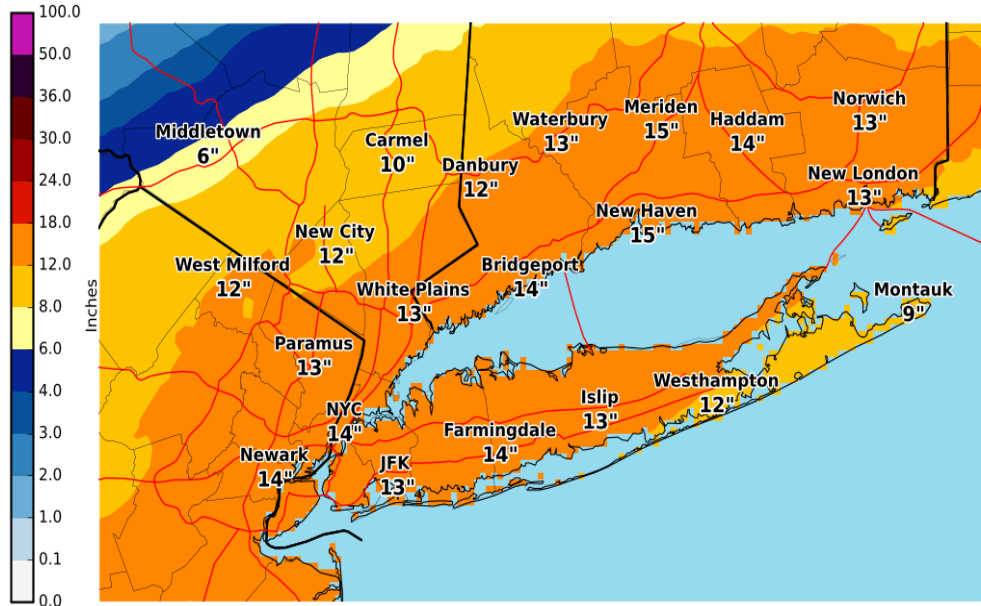 100.0
50.0
36.0
30.0
24.0
18.0
12.0
8.0
6.0
4.0
3.0
2.0
1.0
0.1
0.0
Inches
Middletown
6"
Carmel
10"
Danbury
12"
Waterbury
13"
Meriden
15"
Haddam
14"
Norwich
13"
New London
13"
New Haven
15"
Bridgeport
14"
New City
12"
West Milford
12"
White Plains
13"
Paramus
13"
Montauk
9"
Westhampton
12"
Islip
13"
Farmingdale
14"
NYC
14"
JFK
13"
Newark
14"